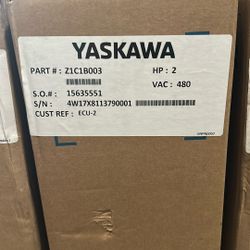 YASKAWA
PART # : Z1C1B003 HP : 2
VAC : 480
S.O.# : 15635551
S/N : 4W17X8113790001
CUST REF : ECU-2